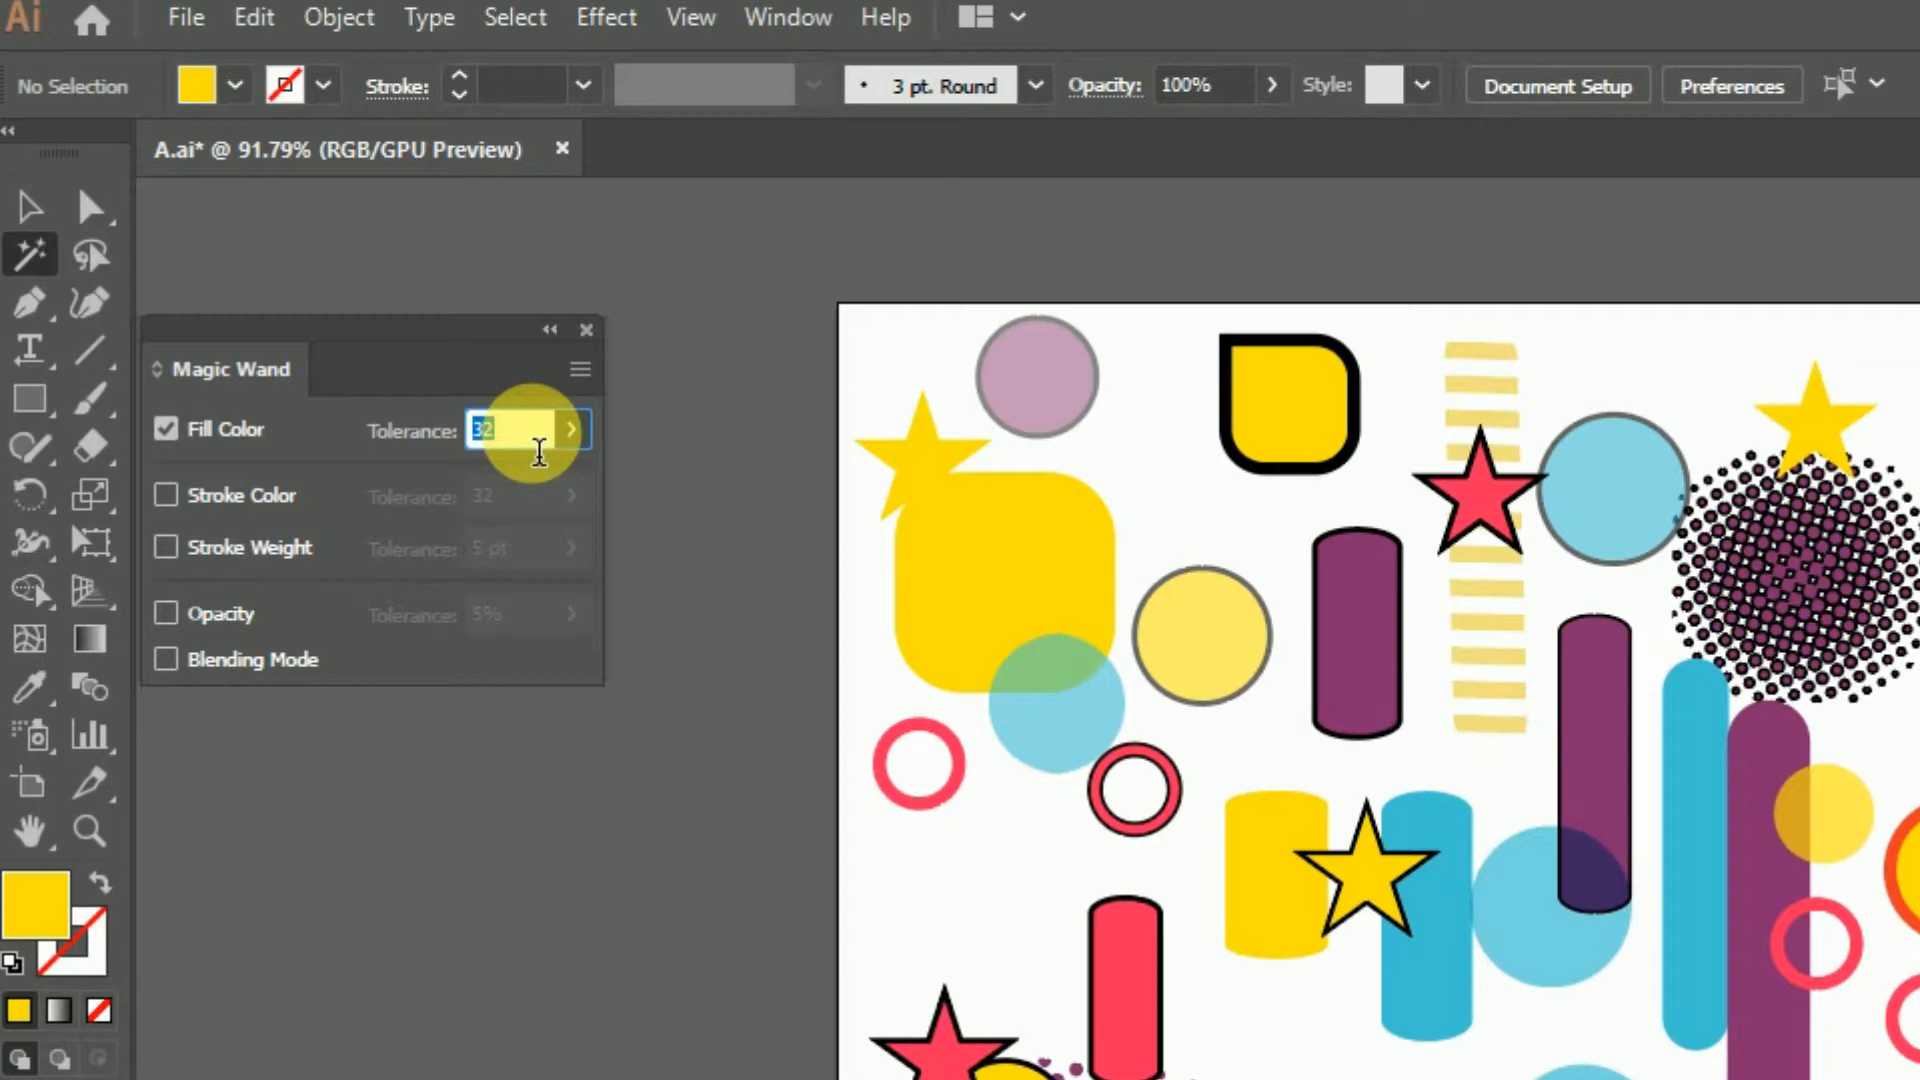 Ai File Edit Object Type Select Effect View Window Help
No Selection Stroke: 3 pt. Round Opacity: 100% Style: Document Setup Preferences
A.ai* @ 91.79% (RGB/GPU Preview)
Magic Wand
Fill Color Tolerance: 32
Stroke Color Tolerance: 32
Stroke Weight Tolerance: 5 pt
Opacity Tolerance: 5%
Blending Mode